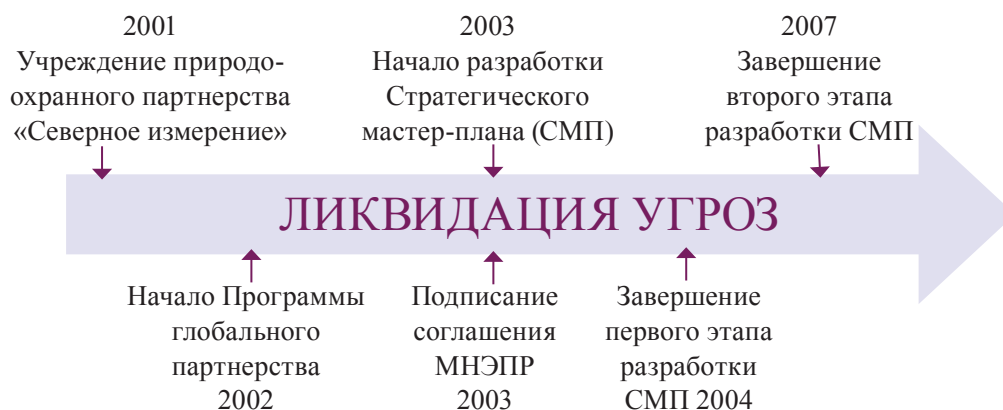 2001
Учреждение природо-
охранного партнерства
«Северное измерение»
2003
Начало разработки
Стратегического
мастер-плана (СМП)
2007
Завершение
второго этапа
разработки СМП
ЛИКВИДАЦИЯ УГРОЗ
Начало Программы
глобального
партнерства
2002
Подписание
соглашения
МНЭПР
2003
Завершение
первого этапа
разработки
СМП 2004